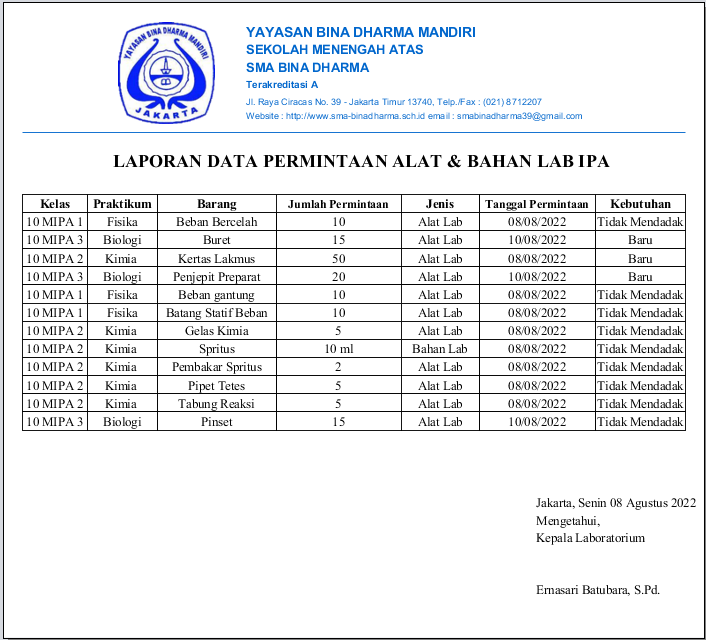 YAYASAN BINA DHARMA MANDIRI
JAKARTA
YAYASAN BINA DHARMA MANDIRI
SEKOLAH MENENGAH ATAS
SMA BINA DHARMA
Terakreditasi A
Jl. Raya Ciracas No. 39 - Jakarta Timur 13740, Telp./Fax : (021) 8712207
Website : http://www.sma-binadharma.sch.id email : smabinadharma39@gmail.com
LAPORAN DATA PERMINTAAN ALAT & BAHAN LAB IPA
Kelas Praktikum Barang Jumlah Permintaan Jenis Tanggal Permintaan Kebutuhan
10 MIPA 1 Fisika Beban Bercelah 10 Alat Lab 08/08/2022 Tidak Mendadak
10 MIPA 3 Biologi Buret 15 Alat Lab 10/08/2022 Baru
10 MIPA 2 Kimia Kertas Lakmus 50 Alat Lab 08/08/2022 Baru
10 MIPA 3 Biologi Penjepit Preparat 20 Alat Lab 10/08/2022 Baru
10 MIPA 1 Fisika Beban gantung 10 Alat Lab 08/08/2022 Tidak Mendadak
10 MIPA 1 Fisika Batang Statif Beban 10 Alat Lab 08/08/2022 Tidak Mendadak
10 MIPA 2 Kimia Gelas Kimia 5 Alat Lab 08/08/2022 Tidak Mendadak
10 MIPA 2 Kimia Spritus 10 ml Bahan Lab 08/08/2022 Tidak Mendadak
10 MIPA 2 Kimia Pembakar Spritus 2 Alat Lab 08/08/2022 Tidak Mendadak
10 MIPA 2 Kimia Pipet Tetes 5 Alat Lab 08/08/2022 Tidak Mendadak
10 MIPA 2 Kimia Tabung Reaksi 5 Alat Lab 08/08/2022 Tidak Mendadak
10 MIPA 3 Biologi Pinset 15 Alat Lab 10/08/2022 Tidak Mendadak
Jakarta, Senin 08 Agustus 2022
Mengetahui,
Kepala Laboratorium
Ernasari Batubara, S.Pd.